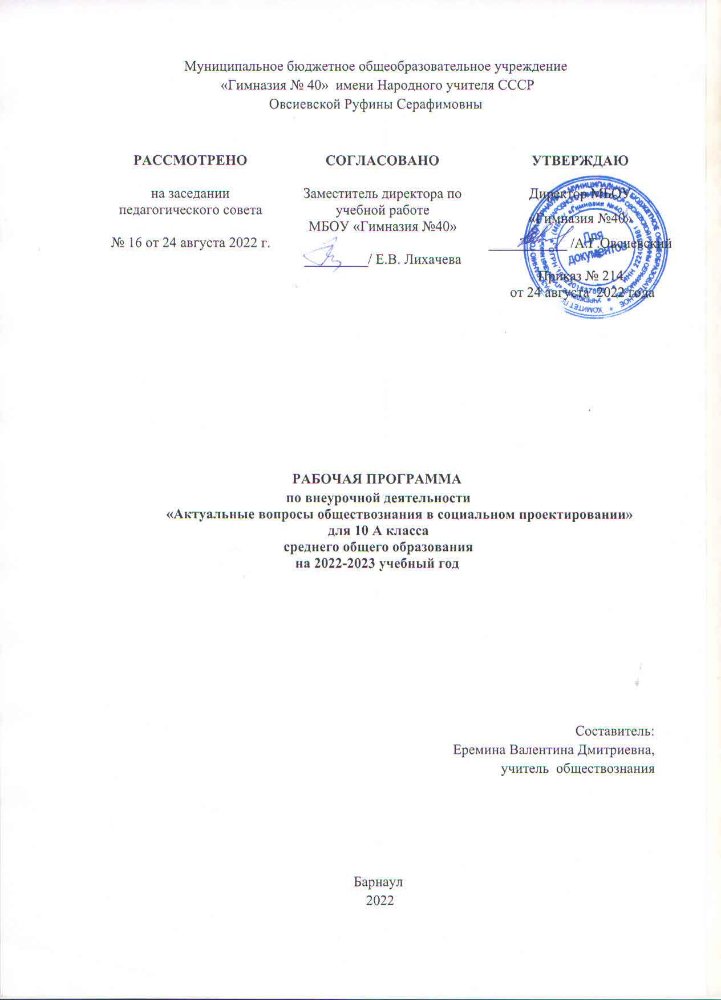 Муниципальное бюджетное общеобразовательное учреждение
«Гимназия № 40» имени Народного учителя СССР
Овсиевской Руфины Серафимовны
РАССМОТРЕНО
на заседании
педагогического совета
№ 16 от 24 августа 2022 г.
СОГЛАСОВАНО
Заместитель директора по
учебной работе
МБОУ «Гимназия №40»
_________/ Е.В. Лихачева
УТВЕРЖДАЮ
Директор МБОУ
«Гимназия №40»
___________/А.Г.Овсиевский
Приказ № 214
от 24 августа 2022 года
Для
документов
РАБОЧАЯ ПРОГРАММА
по внеурочной деятельности
«Актуальные вопросы обществознания в социальном проектировании»
для 10 А класса
среднего общего образования
на 2022-2023 учебный год
Составитель:
Еремина Валентина Дмитриевна,
учитель обществознания
Барнаул
2022